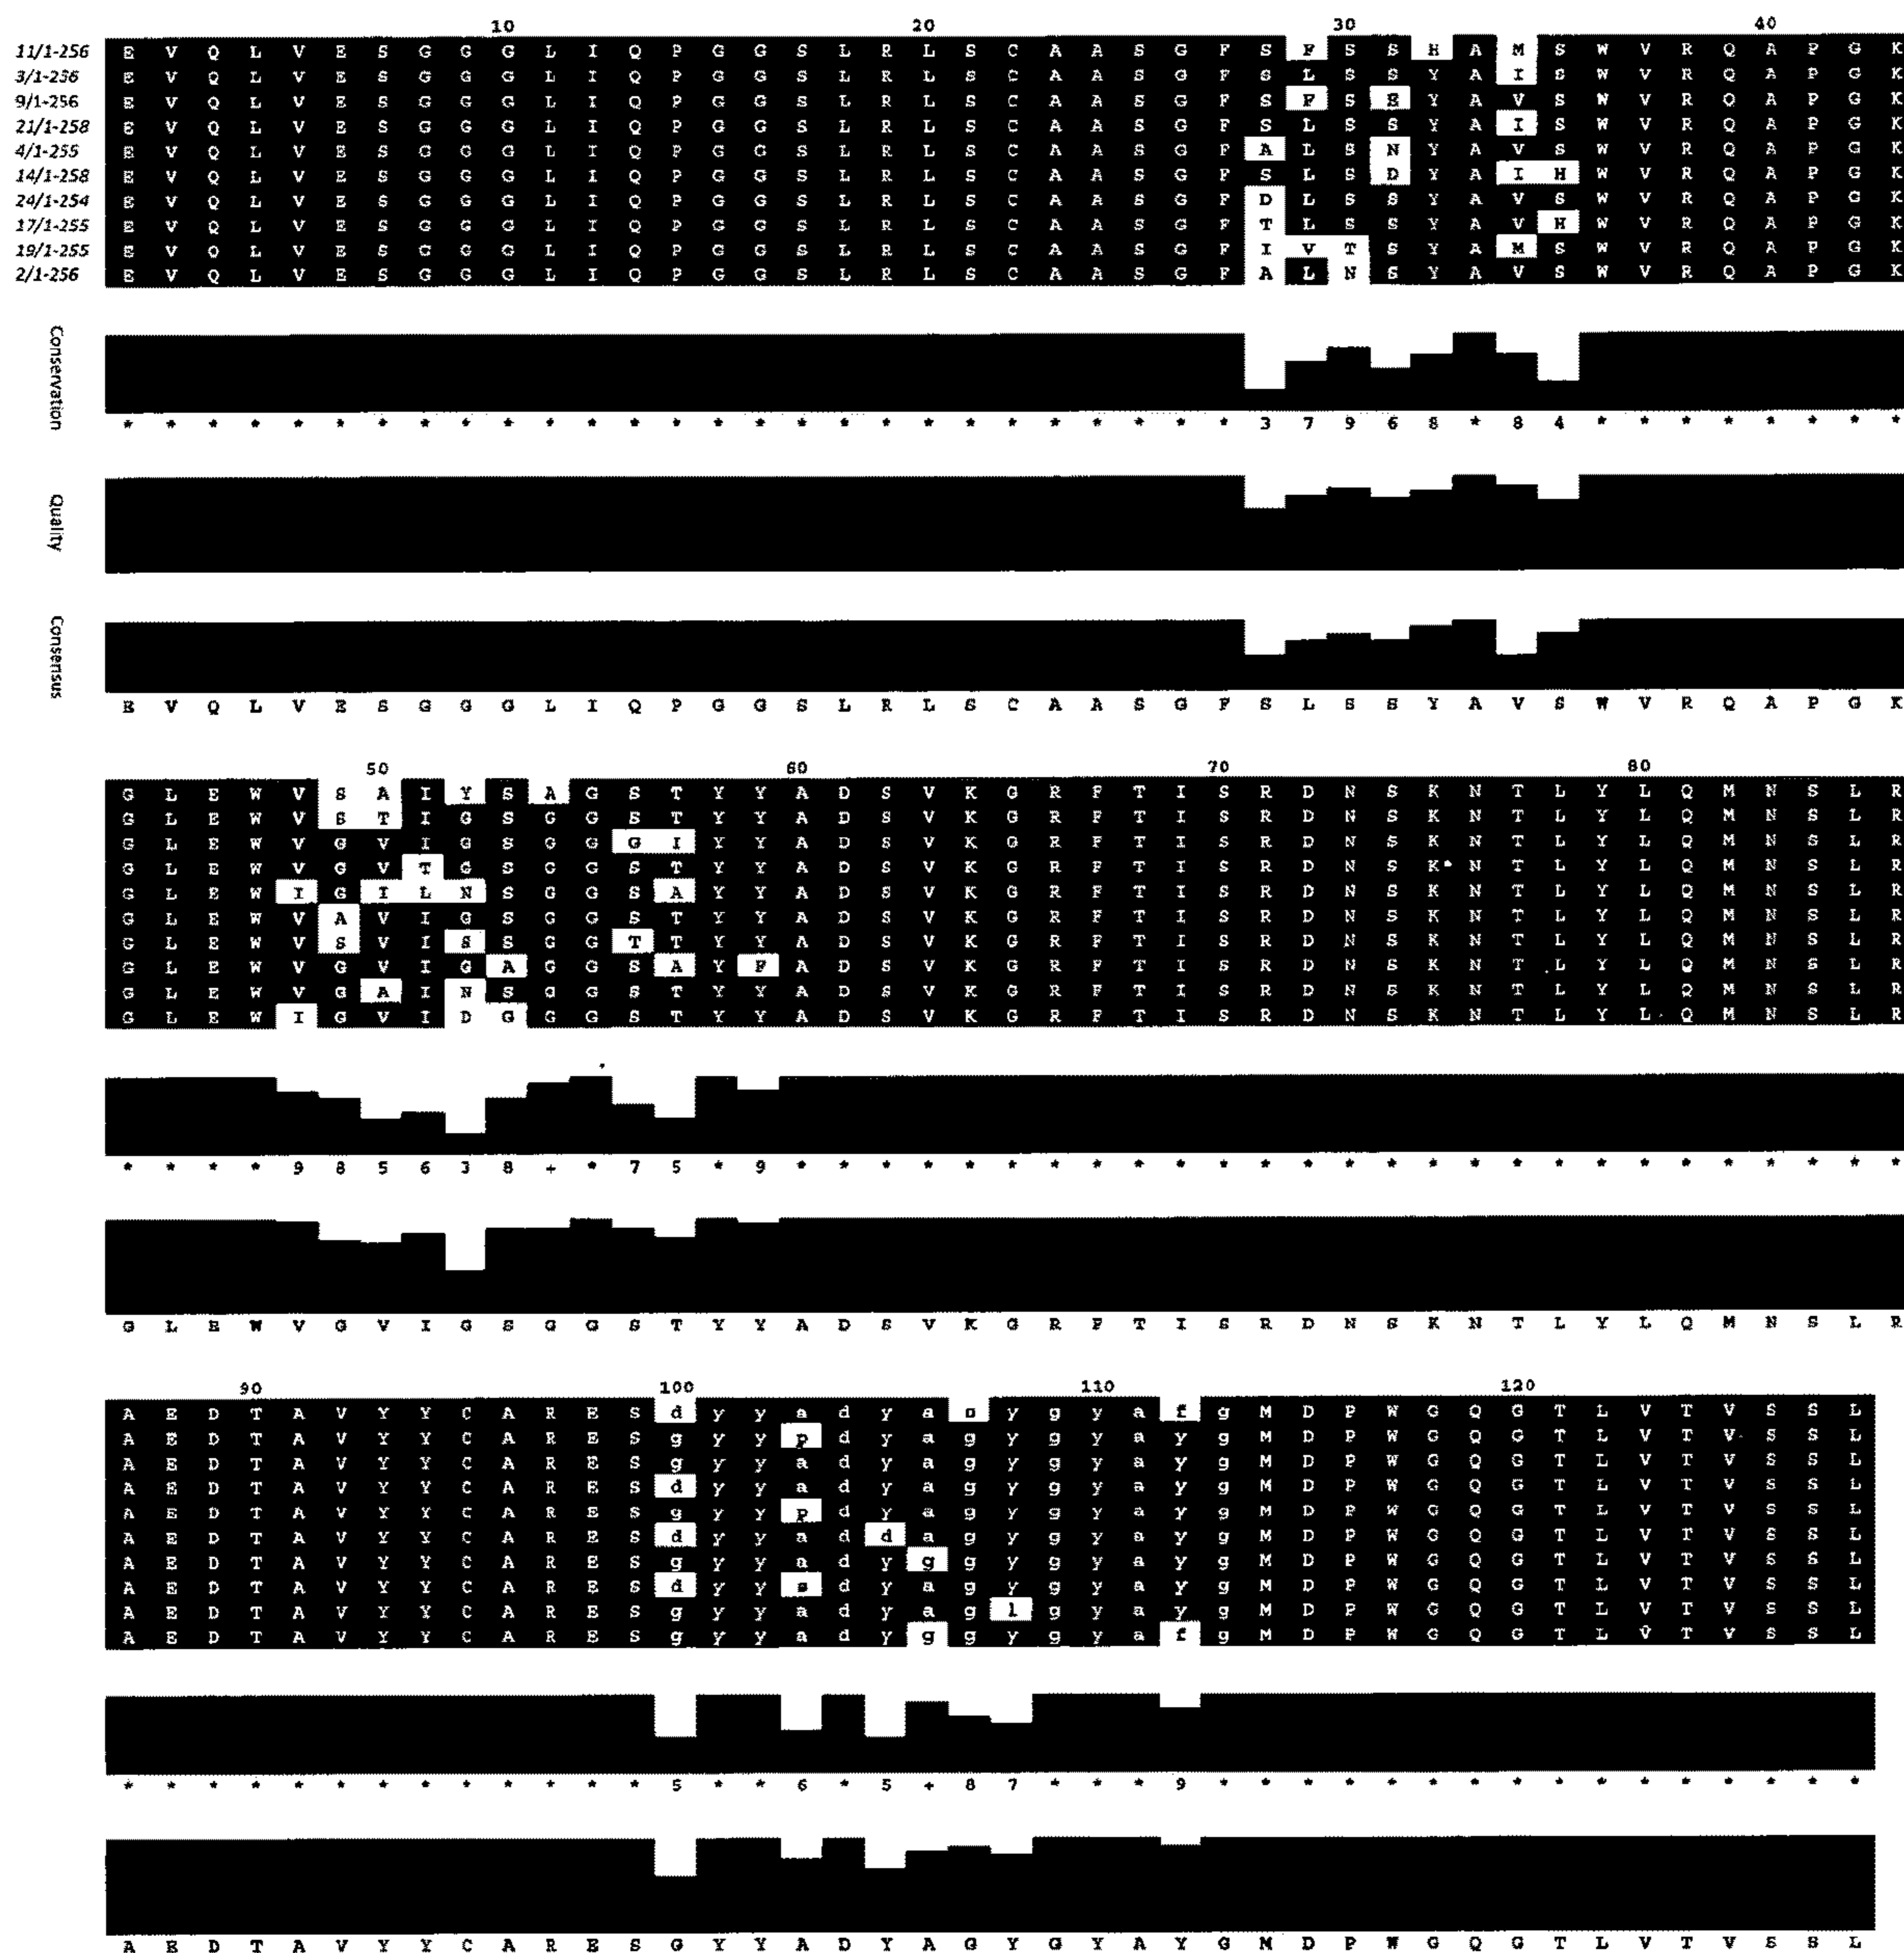 10 20 30 40
11/1-256 E V Q L V E S G G G L I Q P G G S L R L S C A A S G F S F S S H A M S W V R Q A P G K
3/1-256 E V Q L V E S G G G L I Q P G G S L R L S C A A S G F S L S S Y A I S W V R Q A P G K
9/1-256 E V Q L V E S G G G L I Q P G G S L R L S C A A S G F S F S E Y A V S W V R Q A P G K
21/1-258 E V Q L V E S G G G L I Q P G G S L R L S C A A S G F S L S S Y A I S W V R Q A P G K
4/1-255 E V Q L V E S G G G L I Q P G G S L R L S C A A S G F A L S N Y A V S W V R Q A P G K
14/1-258 E V Q L V E S G G G L I Q P G G S L R L S C A A S G F S L S D Y A I H W V R Q A P G K
24/1-254 E V Q L V E S G G G L I Q P G G S L R L S C A A S G F D L S S Y A V S W V R Q A P G K
17/1-255 E V Q L V E S G G G L I Q P G G S L R L S C A A S G F T L S S Y A V H W V R Q A P G K
19/1-255 E V Q L V E S G G G L I Q P G G S L R L S C A A S G F I V T S Y A M S W V R Q A P G K
2/1-256 E V Q L V E S G G G L I Q P G G S L R L S C A A S G F A L N S Y A V S W V R Q A P G K
Conservation
* * * * * * * * * * * * * * * * * * * * * * * * * * * 3 7 9 6 8 * 8 4 * * * * * * * *
Quality
Consensus
E V Q L V E S G G G L I Q P G G S L R L S C A A S G F S L S S Y A V S W V R Q A P G K
50 60 70 80
G L E W V S A I Y S A G S T Y Y A D S V K G R F T I S R D N S K N T L Y L Q M N S L R
G L E W V S T I G S G G S T Y Y A D S V K G R F T I S R D N S K N T L Y L Q M N S L R
G L E W V G V I G S G G G I Y Y A D S V K G R F T I S R D N S K N T L Y L Q M N S L R
G L E W V G V T G S G G S T Y Y A D S V K G R F T I S R D N S K N T L Y L Q M N S L R
G L E W I G I L N S G G S A Y Y A D S V K G R F T I S R D N S K N T L Y L Q M N S L R
G L E W V A V I G S G G S T Y Y A D S V K G R F T I S R D N S K N T L Y L Q M N S L R
G L E W V S V I S S G G T T Y Y A D S V K G R F T I S R D N S K N T L Y L Q M N S L R
G L E W V G V I G A G G S A Y F A D S V K G R F T I S R D N S K N T L Y L Q M N S L R
G L E W V G A I N S G G S T Y Y A D S V K G R F T I S R D N S K N T L Y L Q M N S L R
G L E W I G V I D G G G S T Y Y A D S V K G R F T I S R D N S K N T L Y L Q M N S L R
* * * * 9 8 5 6 3 8 + * 7 5 * 9 * * * * * * * * * * * * * * * * * * * * * * * * * * *
G L E W V G V I G S G G S T Y Y A D S V K G R F T I S R D N S K N T L Y L Q M N S L R
90 100 110 120
A E D T A V Y Y C A R E S d y y a d y a s y g y a f g M D P W G Q G T L V T V S S L
A E D T A V Y Y C A R E S g y y p d y a g y g y a y g M D P W G Q G T L V T V S S L
A E D T A V Y Y C A R E S g y y a d y a g y g y a y g M D P W G Q G T L V T V S S L
A E D T A V Y Y C A R E S d y y a d y a g y g y a y g M D P W G Q G T L V T V S S L
A E D T A V Y Y C A R E S g y y p d y a g y g y a y g M D P W G Q G T L V T V S S L
A E D T A V Y Y C A R E S d y y a d d a g y g y a y g M D P W G Q G T L V T V S S L
A E D T A V Y Y C A R E S g y y a d y g g y g y a y g M D P W G Q G T L V T V S S L
A E D T A V Y Y C A R E S d y y s d y a g y g y a y g M D P W G Q G T L V T V S S L
A E D T A V Y Y C A R E S g y y a d y a g l g y a y g M D P W G Q G T L V T V S S L
A E D T A V Y Y C A R E S g y y a d y g g y g y a f g M D P W G Q G T L V T V S S L
* * * * * * * * * * * * * 5 * * 6 * 5 + 8 7 * * * 9 * * * * * * * * * * * * * * * *
A E D T A V Y Y C A R E S G Y Y A D Y A G Y G Y A Y G M D P W G Q G T L V T V S S L